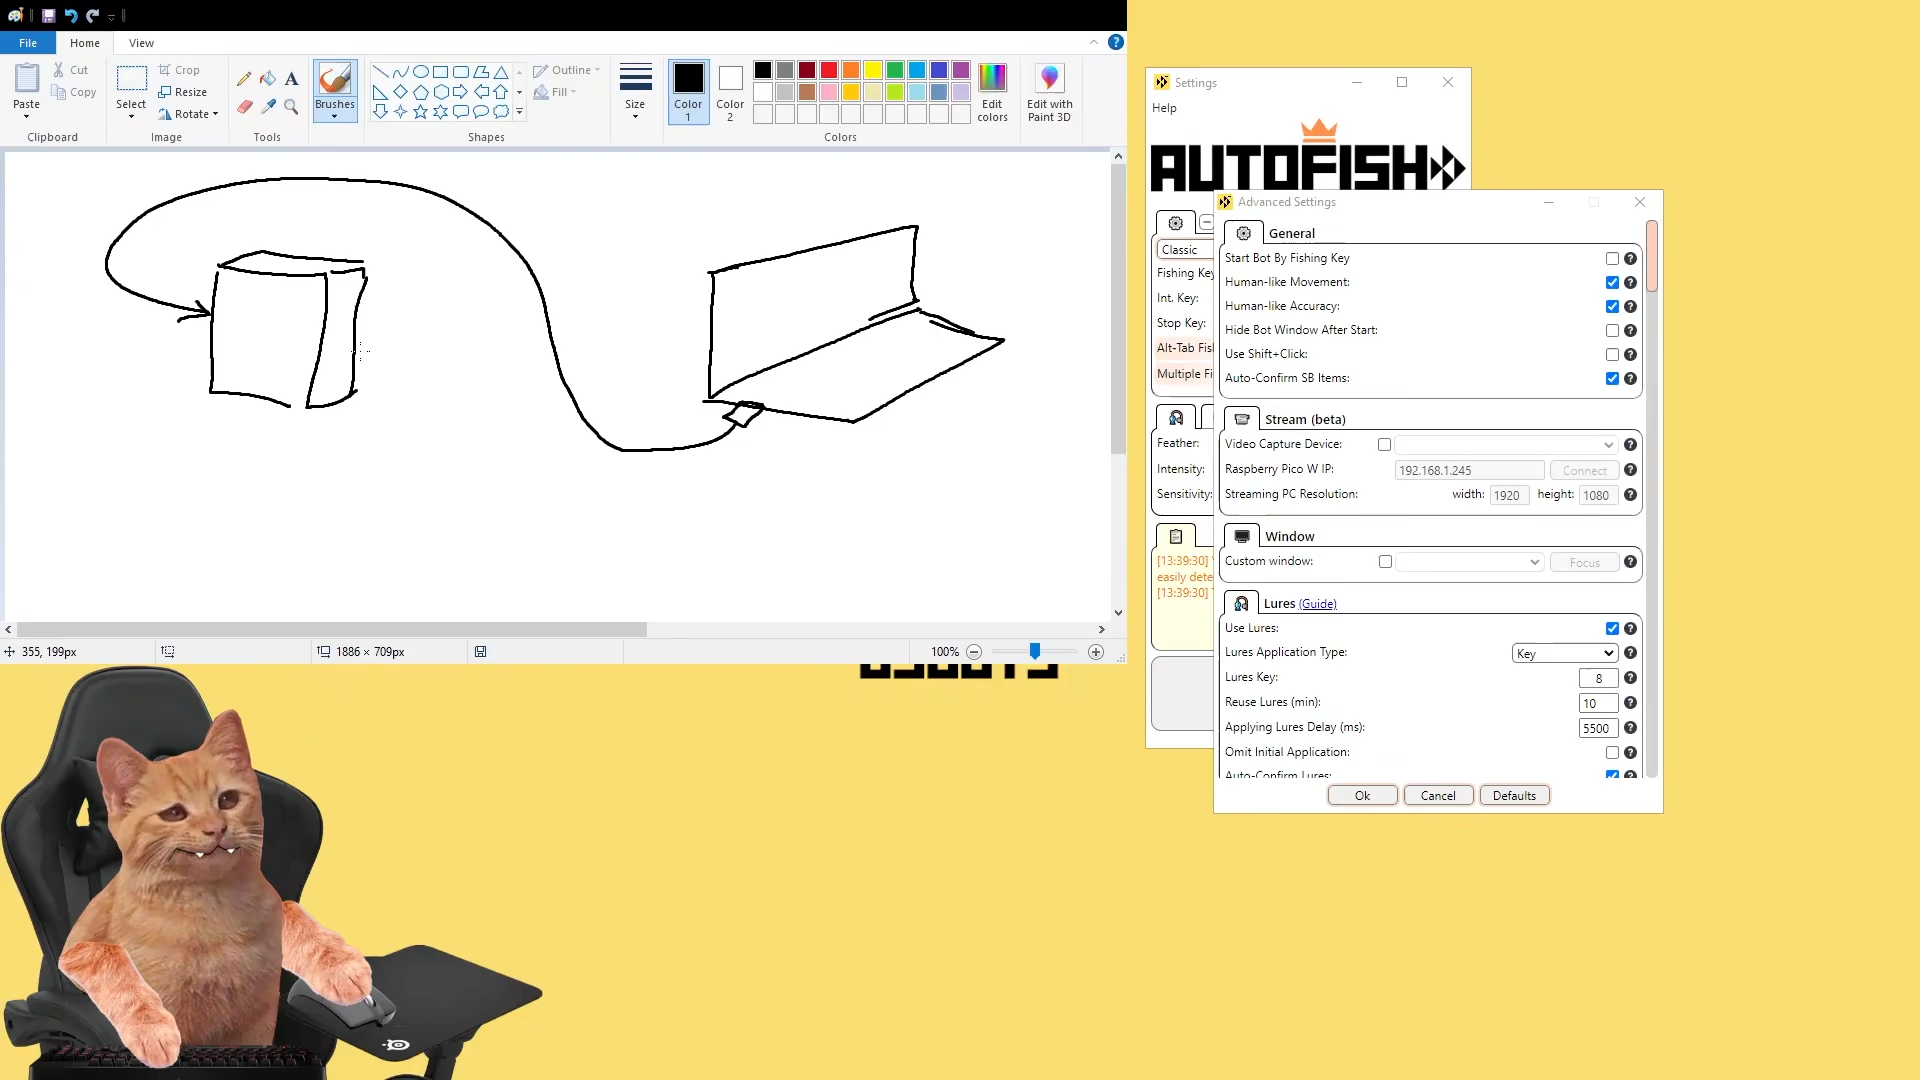 File
Home
View
Cut
Copy
Paste
Clipboard
Select
Crop
Resize
Rotate
Image
A
Tools
Brushes
Shapes
Outline
Fill
Size
Color
1
Color
2
Edit
colors
Colors
Edit with
Paint 3D
355, 199px
1886 × 709px
100%
Settings
Help
AUTOFISH
Classic
Fishing Key
Int. Key:
Stop Key:
Feather:
Intensity:
Sensitivity:
[13:39:30]
[13:39:30]
Advanced Settings
General
Start Bot By Fishing Key
Human-like Movement:
Human-like Accuracy:
Hide Bot Window After Start:
Use Shift+Click:
Auto-Confirm SB Items:
Stream (beta)
Video Capture Device:
Raspberry Pico W IP: 192.168.1.245 Connect
Streaming PC Resolution: width: 1920 height: 1080
Window
Custom window: Focus
Lures (Guide)
Use Lures:
Lures Application Type: Key
Lures Key: 8
Reuse Lures (min): 10
Applying Lures Delay (ms): 5500
Omit Initial Application:
Auto-Confirm Lures:
Ok Cancel Defaults